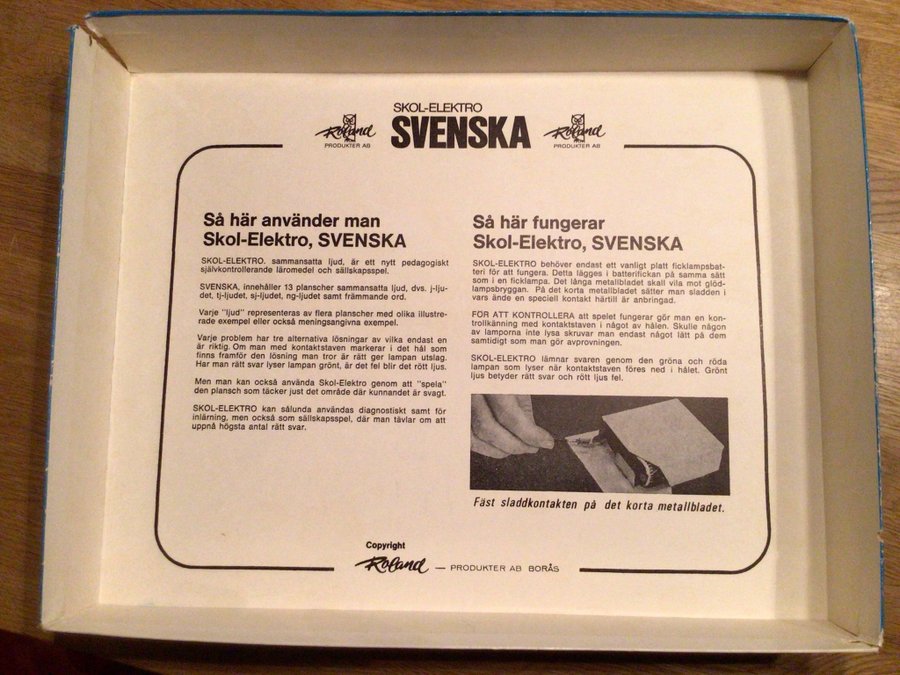 SKOL-ELEKTRO
SVENSKA
Roland
PRODUKTER AB
Roland
PRODUKTER AB
Så här använder man
Skol-Elektro, SVENSKA
SKOL-ELEKTRO, sammansatta ljud, är ett nytt pedagogiskt
självkontrollerande läromedel och sällskapsspel.
SVENSKA, innehåller 13 planscher sammansatta ljud, dvs. j-lju-
det, tj-ljudet, sj-ljudet, ng-ljudet samt främmande ord.
Varje "ljud" representeras av flera planscher med olika illustre-
rade exempel eller också meningsangivna exempel.
Varje problem har tre alternativa lösningar av vilka endast en
är riktig. Om man med kontaktstaven markerar i det hål som
finns framför den lösning man tror är rätt ger lampan utslag.
Har man rätt svar lyser lampan grönt, är det fel blir det rött ljus.
Men man kan också använda Skol-Elektro genom att "spela"
den plansch som täcker just det område där kunnandet är svagt.
SKOL-ELEKTRO kan sålunda användas diagnostiskt samt för
inlärning, men också som sällskapsspel, där man tävlar om att
uppnå högsta antal rätt svar.
Så här fungerar
Skol-Elektro, SVENSKA
SKOL-ELEKTRO behöver endast ett vanligt platt ficklampsbat-
teri för att fungera. Detta lägges i batterifickan på samma sätt
som i en ficklampa. Det långa metallbladet skall vila mot glöd-
lampsbryggan. På det korta metallbladet sätter man sladden i
vars ände en speciell kontakt härtill är anbringad.
FÖR ATT KONTROLLERA att spelet fungerar gör man en kon-
trollkänning med kontaktstaven i något av hålen. Skulle någon
av lamporna inte lysa skruvar man endast något lätt på dem
samtidigt som man gör avprovningen.
SKOL-ELEKTRO lämnar svaren genom den gröna och röda
lampan som lyser när kontaktstaven föres ned i hålet. Grönt
ljus betyder rätt svar och rött ljus fel.
Fäst sladdkontakten på det korta metallbladet.
Copyright
Roland — PRODUKTER AB BORÅS